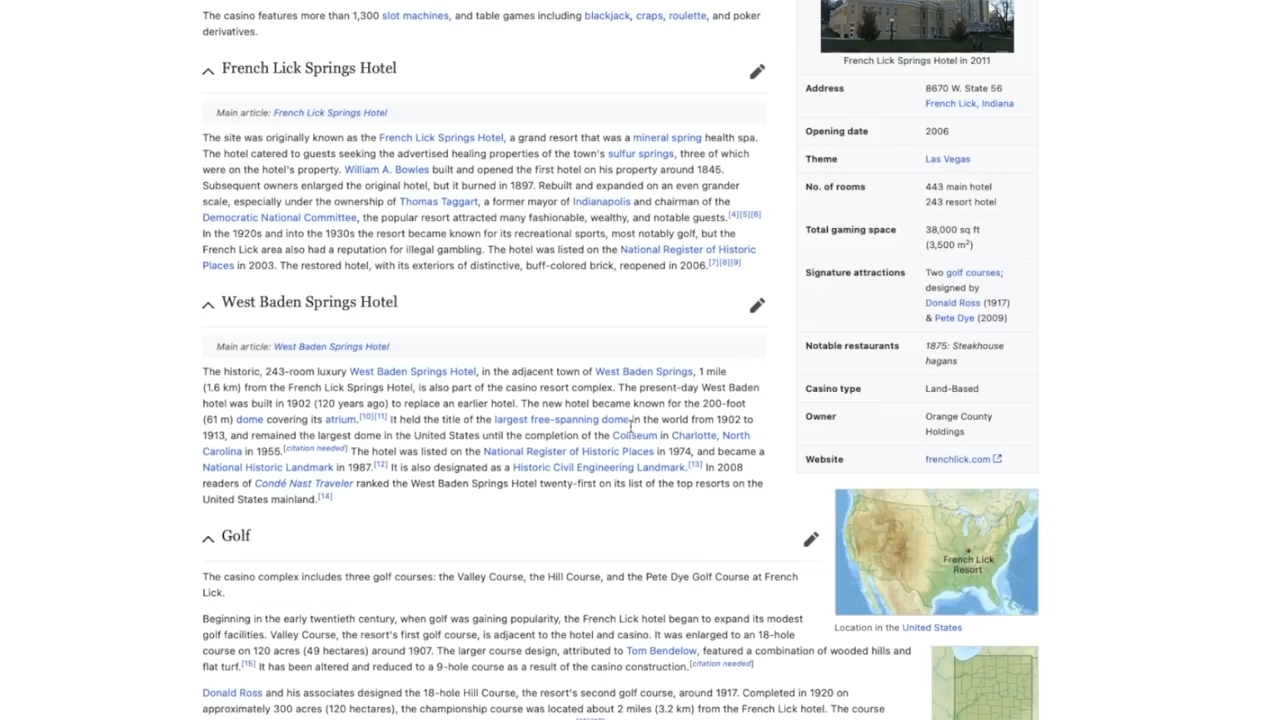 The casino features more than 1,300 slot machines, and table games including blackjack, craps, roulette, and poker
derivatives.
French Lick Springs Hotel
Main article: French Lick Springs Hotel
The site was originally known as the French Lick Springs Hotel, a grand resort that was a mineral spring health spa.
The hotel catered to guests seeking the advertised healing properties of the town's sulfur springs, three of which
were on the hotel's property. William A. Bowles built and opened the first hotel on his property around 1845.
Subsequent owners enlarged the original hotel, but it burned in 1897. Rebuilt and expanded on an even grander
scale, especially under the ownership of Thomas Taggart, a former mayor of Indianapolis and chairman of the
Democratic National Committee, the popular resort attracted many fashionable, wealthy, and notable guests.[4][5][6]
In the 1920s and into the 1930s the resort became known for its recreational sports, most notably golf, but the
French Lick area also had a reputation for illegal gambling. The hotel was listed on the National Register of Historic
Places in 2003. The restored hotel, with its exteriors of distinctive, buff-colored brick, reopened in 2006.[7][8][9]
West Baden Springs Hotel
Main article: West Baden Springs Hotel
The historic, 243-room luxury West Baden Springs Hotel, in the adjacent town of West Baden Springs, 1 mile
(1.6 km) from the French Lick Springs Hotel, is also part of the casino resort complex. The present-day West Baden
hotel was built in 1902 (120 years ago) to replace an earlier hotel. The new hotel became known for the 200-foot
(61 m) dome covering its atrium.[10][11] It held the title of the largest free-spanning dome in the world from 1902 to
1913, and remained the largest dome in the United States until the completion of the Coliseum in Charlotte, North
Carolina in 1955.[citation needed] The hotel was listed on the National Register of Historic Places in 1974, and became a
National Historic Landmark in 1987.[12] It is also designated as a Historic Civil Engineering Landmark.[13] In 2008
readers of Condé Nast Traveler ranked the West Baden Springs Hotel twenty-first on its list of the top resorts on the
United States mainland.[14]
Golf
The casino complex includes three golf courses: the Valley Course, the Hill Course, and the Pete Dye Golf Course at French
Lick.
Beginning in the early twentieth century, when golf was gaining popularity, the French Lick hotel began to expand its modest
golf facilities. Valley Course, the resort's first golf course, is adjacent to the hotel and casino. It was enlarged to an 18-hole
course on 120 acres (49 hectares) around 1907. The larger course design, attributed to Tom Bendelow, featured a combination of wooded hills and
flat turf.[15] It has been altered and reduced to a 9-hole course as a result of the casino construction.[citation needed]
Donald Ross and his associates designed the 18-hole Hill Course, the resort's second golf course, around 1917. Completed in 1920 on
approximately 300 acres (120 hectares), the championship course was located about 2 miles (3.2 km) from the French Lick hotel. The course
French Lick Springs Hotel in 2011
Address 8670 W. State 56
French Lick, Indiana
Opening date 2006
Theme Las Vegas
No. of rooms 443 main hotel
243 resort hotel
Total gaming space 38,000 sq ft
(3,500 m2)
Signature attractions Two golf courses;
designed by
Donald Ross (1917)
& Pete Dye (2009)
Notable restaurants 1875: Steakhouse
hagans
Casino type Land-Based
Owner Orange County
Holdings
Website frenchlick.com
French Lick
Resort
Location in the United States